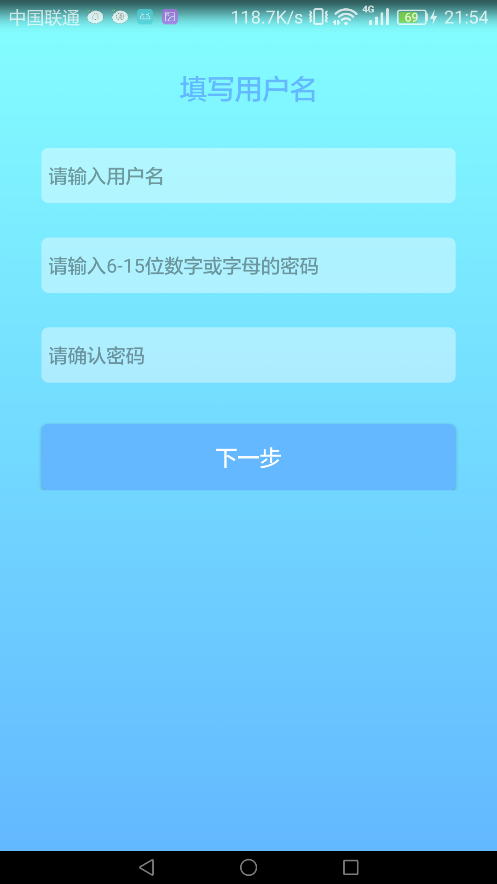 中国联通 118.7K/s 4G 69 21:54
填写用户名
请输入用户名
请输入6-15位数字或字母的密码
请确认密码
下一步